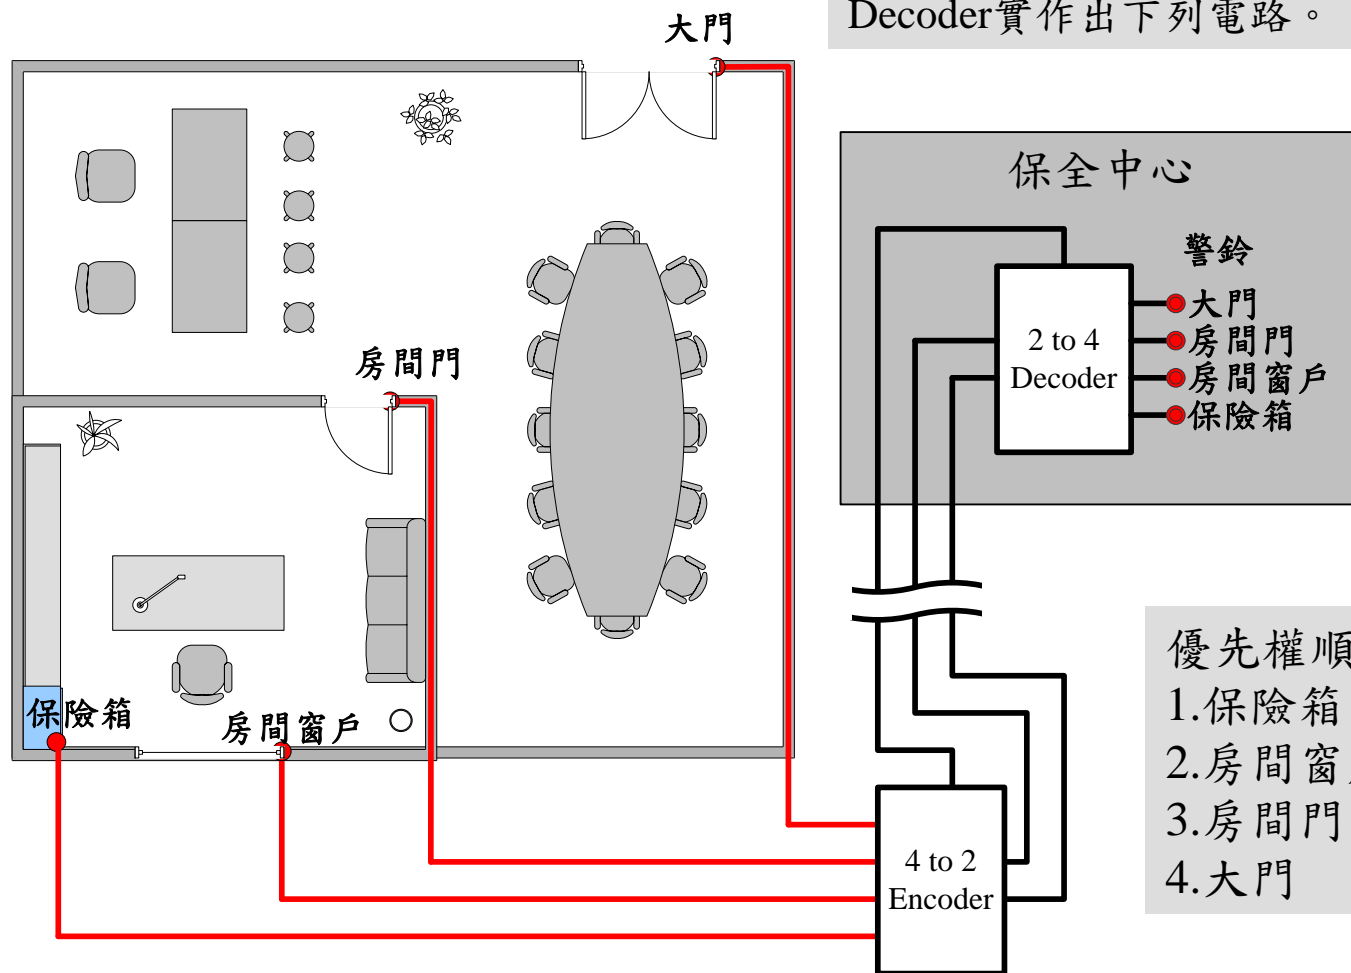 Decoder實作出下列電路。
大門
保全中心
警鈴
大門
房間門
房間窗戶
保險箱
2 to 4
Decoder
房間門
保險箱
房間窗戶
優先權順
1.保險箱
2.房間窗
3.房間門
4.大門
4 to 2
Encoder